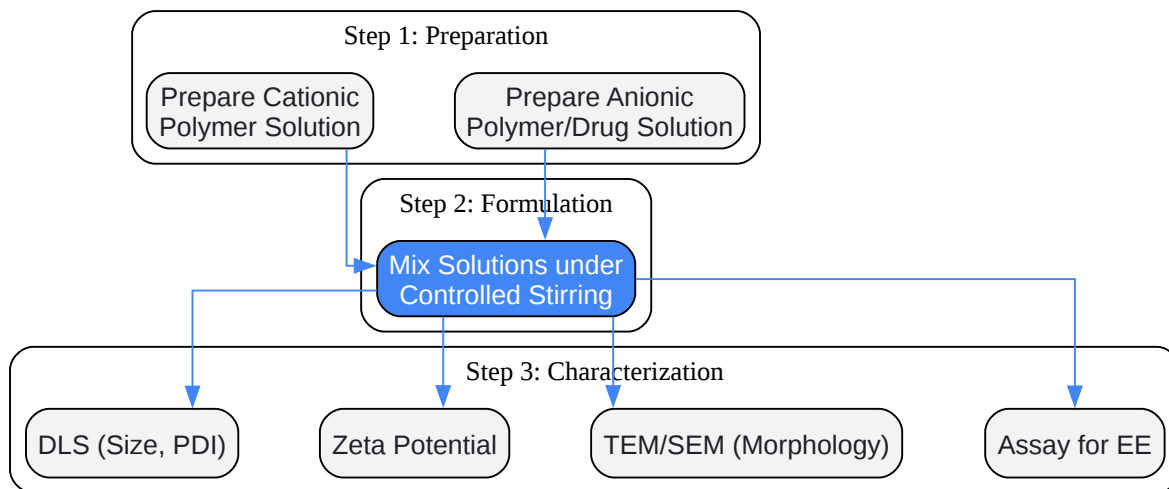 Step 1: Preparation
Prepare Cationic
Polymer Solution
Prepare Anionic
Polymer/Drug Solution
Step 2: Formulation
Mix Solutions under
Controlled Stirring
Step 3: Characterization
DLS (Size, PDI)
Zeta Potential
TEM/SEM (Morphology)
Assay for EE